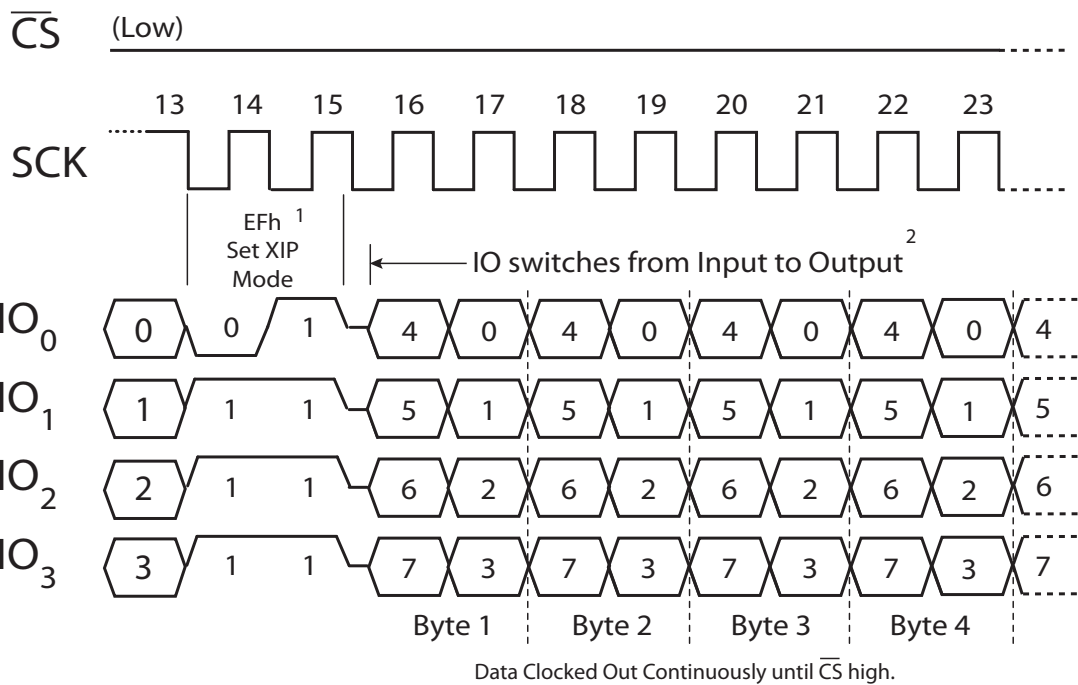 CS (Low)
13 14 15 16 17 18 19 20 21 22 23
SCK
EFh 1
Set XIP
Mode
IO switches from Input to Output 2
IO0 0 0 1 4 0 4 0 4 0 4 0 4
IO1 1 1 1 5 1 5 1 5 1 5 1 5
IO2 2 1 1 6 2 6 2 6 2 6 2 6
IO3 3 1 1 7 3 7 3 7 3 7 3 7
Byte 1 Byte 2 Byte 3 Byte 4
Data Clocked Out Continuously until CS high.